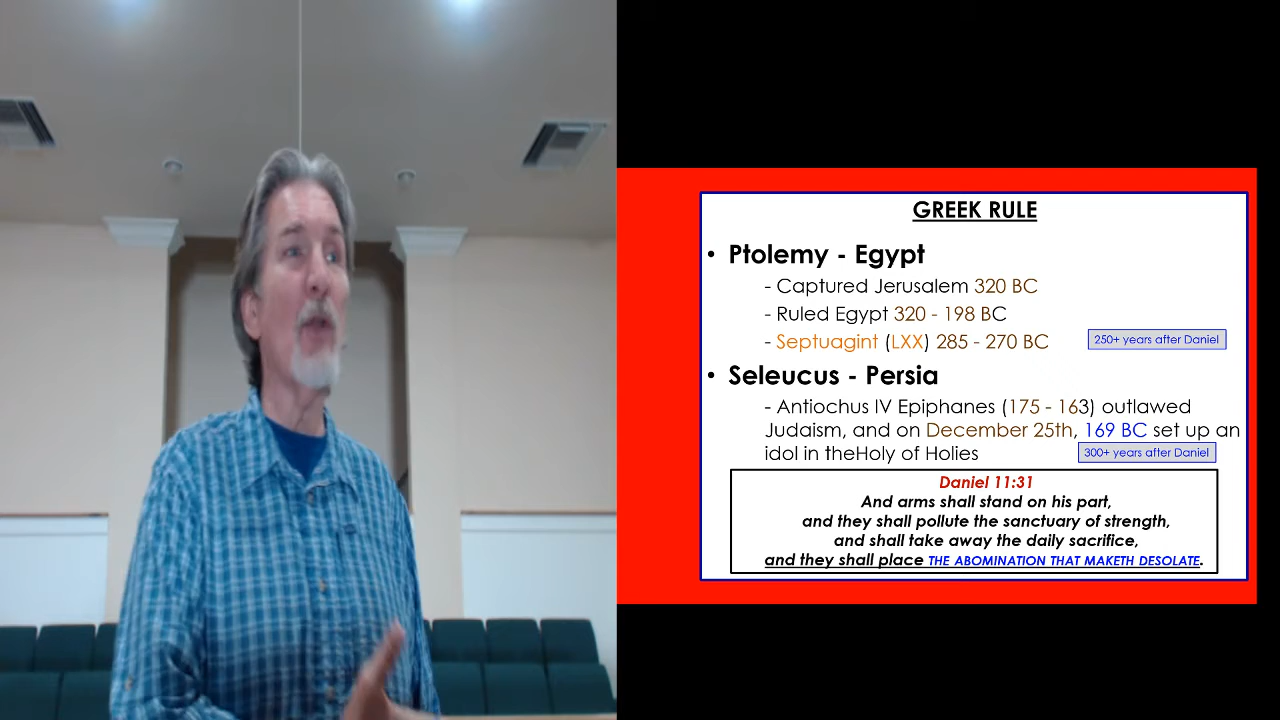 GREEK RULE
• Ptolemy - Egypt
- Captured Jerusalem 320 BC
- Ruled Egypt 320 - 198 BC
- Septuagint (LXX) 285 - 270 BC
250+ years after Daniel
• Seleucus - Persia
- Antiochus IV Epiphanes (175 - 163) outlawed
Judaism, and on December 25th, 169 BC set up an
idol in theHoly of Holies
300+ years after Daniel
Daniel 11:31
And arms shall stand on his part,
and they shall pollute the sanctuary of strength,
and shall take away the daily sacrifice,
and they shall place THE ABOMINATION THAT MAKETH DESOLATE.